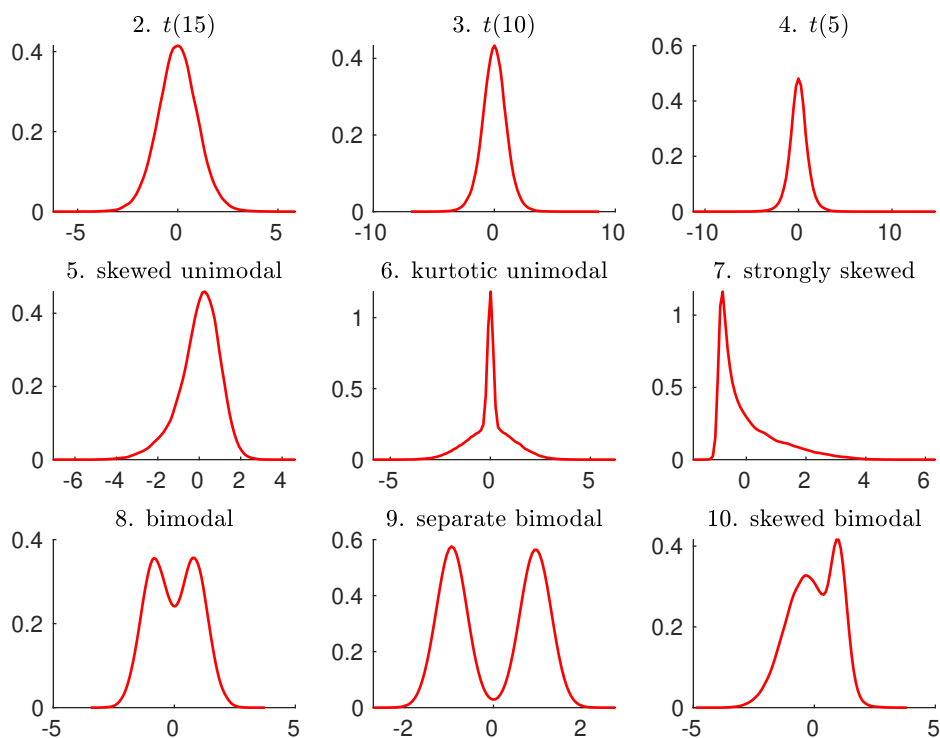 2. t(15) 3. t(10) 4. t(5)
0.4 0.4 0.6
0.4
0.2 0.2 0.2
0 0 0
-5 0 5 -10 0 10 -10 0 10
5. skewed unimodal 6. kurtotic unimodal 7. strongly skewed
0.4 1 1
0.2 0.5 0.5
0 0 0
-6 -4 -2 0 2 4 -5 0 5 0 2 4 6
8. bimodal 9. separate bimodal 10. skewed bimodal
0.4 0.6 0.4
0.4
0.2 0.2 0.2
0 0 0
-5 0 5 -2 0 2 -5 0 5